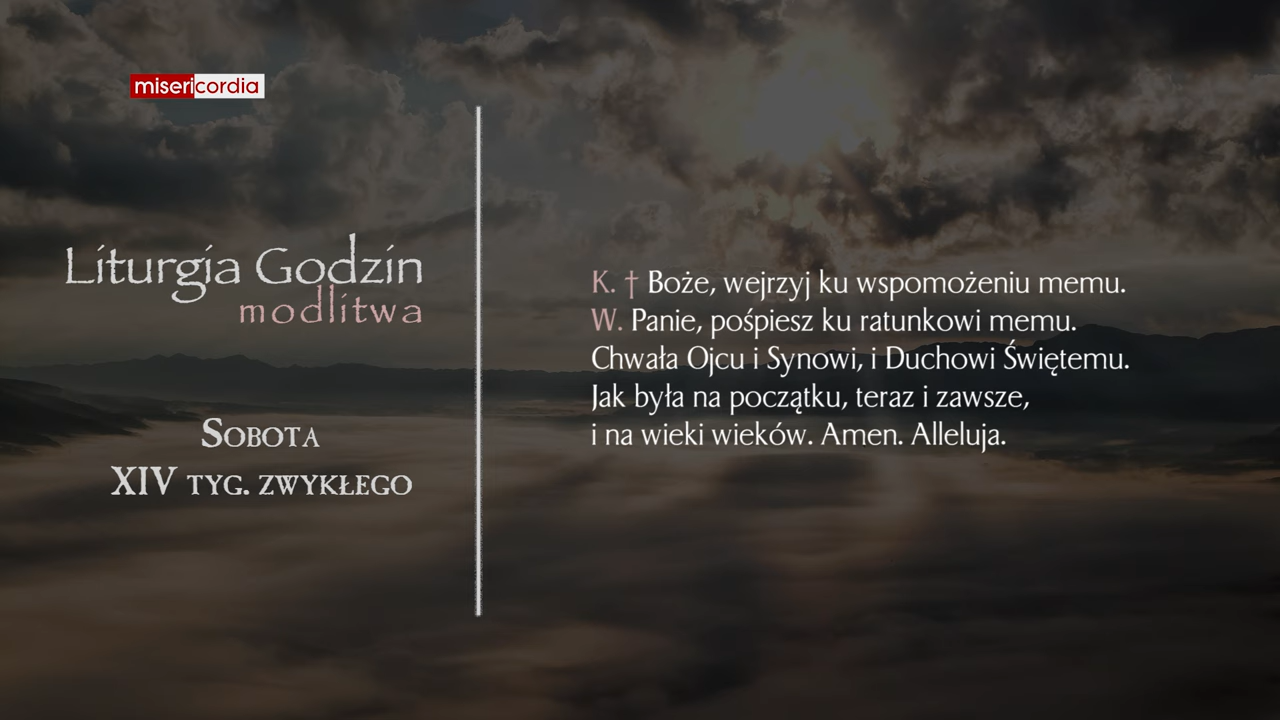 misericordia
Liturgia Godzin
modlitwa
Sobota
XIV tyg. zwykłego
K. † Boże, wejrzyj ku wspomożeniu memu.
W. Panie, pośpiesz ku ratunkowi memu.
Chwała Ojcu i Synowi, i Duchowi Świętemu.
Jak była na początku, teraz i zawsze,
i na wieki wieków. Amen. Alleluja.